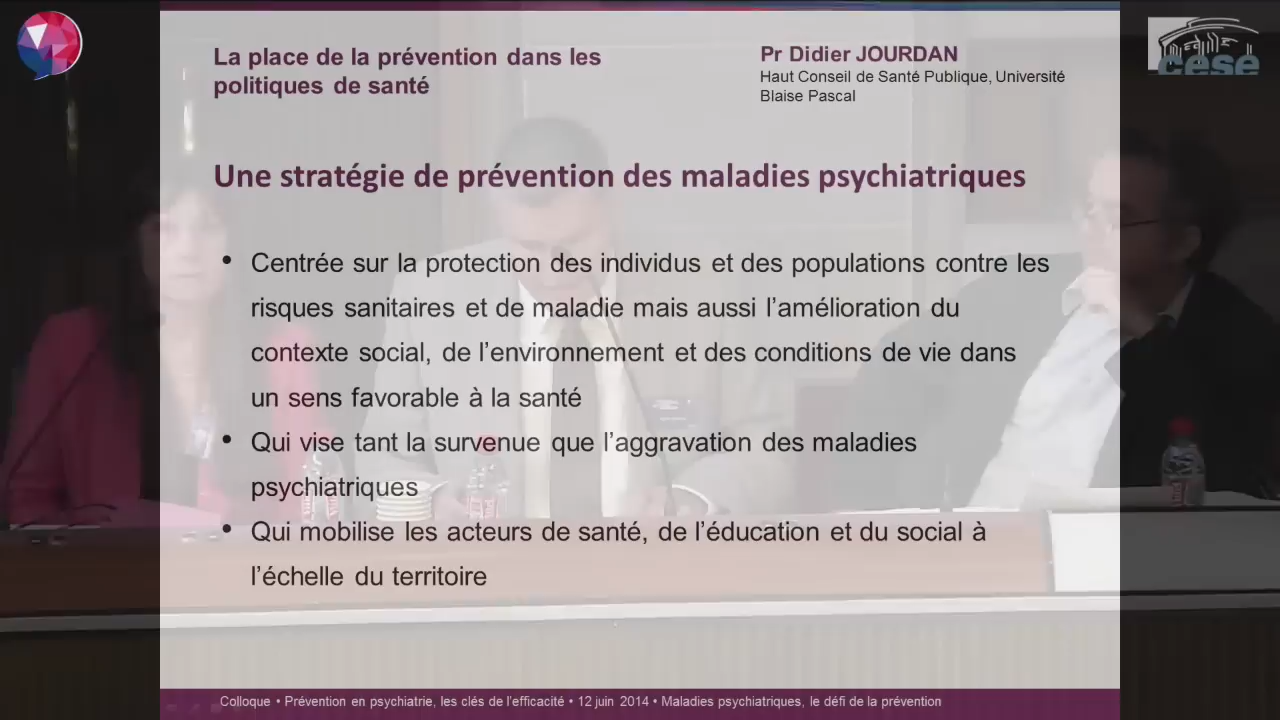 La place de la prévention dans les
politiques de santé
Pr Didier JOURDAN
Haut Conseil de Santé Publique, Université
Blaise Pascal
cese
Une stratégie de prévention des maladies psychiatriques
• Centrée sur la protection des individus et des populations contre les
risques sanitaires et de maladie mais aussi l’amélioration du
contexte social, de l’environnement et des conditions de vie dans
un sens favorable à la santé
• Qui vise tant la survenue que l’aggravation des maladies
psychiatriques
• Qui mobilise les acteurs de santé, de l’éducation et du social à
l’échelle du territoire
Colloque • Prévention en psychiatrie, les clés de l’efficacité • 12 juin 2014 • Maladies psychiatriques, le défi de la prévention